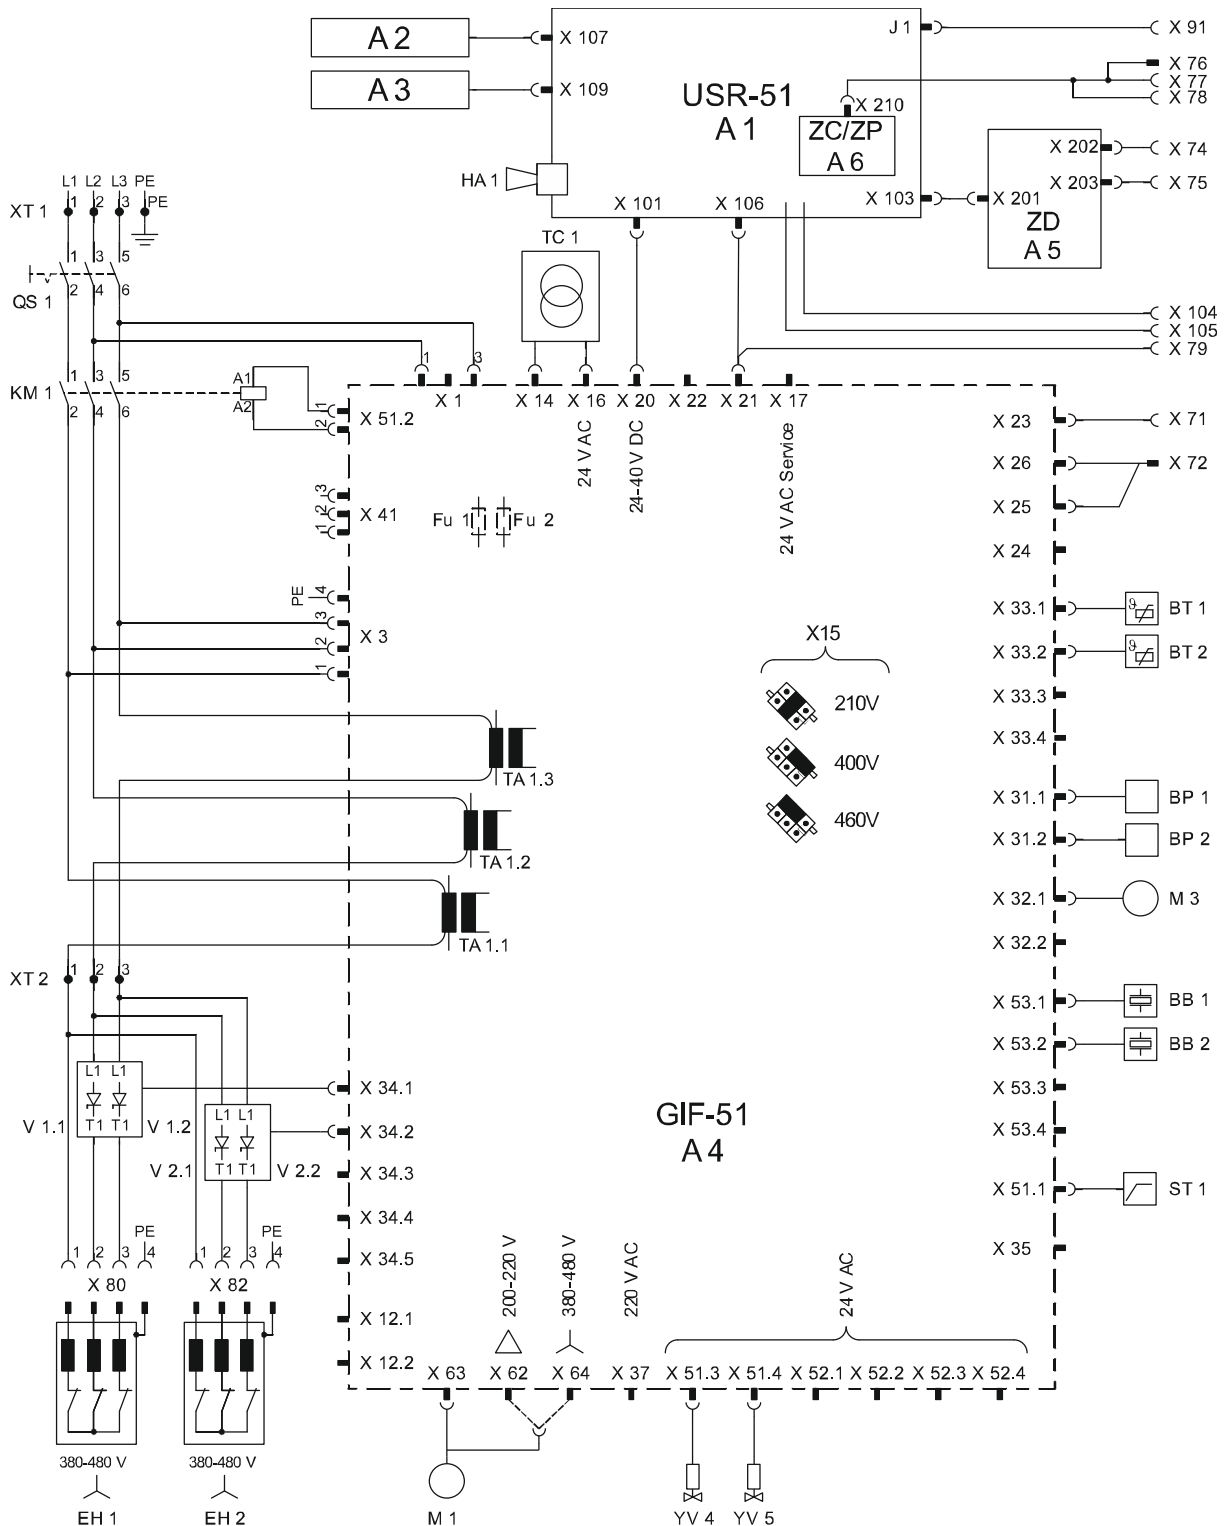 A 2
X 107
J 1
X 91
A 3
X 109
USR-51
A 1
X 210
X 76
X 77
X 78
ZC/ZP
A 6
X 202
X 74
HA 1
X 203
X 75
L1 L2 L3 PE
XT 1
1 2 3 PE
X 101
X 106
X 103
X 201
ZD
A 5
TC 1
1 3 5
QS 1
2 4 6
X 104
X 105
X 79
1 3
1 3 5
KM 1
2 4 6
A1
A2
X 1
X 14
X 16
X 20
X 22
X 21
X 17
1
2
X 51.2
24 V AC
24-40 V DC
24 V AC Service
X 23
X 71
X 26
X 72
X 25
3
2
1
X 41
Fu 1
Fu 2
X 24
PE 4
3
2
1
X 3
X 33.1
BT 1
X 33.2
BT 2
X15
210V
400V
460V
X 33.3
X 33.4
TA 1.3
X 31.1
BP 1
X 31.2
BP 2
TA 1.2
X 32.1
M 3
TA 1.1
X 32.2
XT 2
1 2 3
X 53.1
BB 1
X 53.2
BB 2
L1 L1
T1 T1
V 1.1
V 1.2
X 34.1
X 53.3
L1 L1
T1 T1
V 2.1
V 2.2
X 34.2
GIF-51
A 4
X 53.4
X 34.3
X 51.1
ST 1
X 34.4
X 34.5
X 35
PE
1 2 3 4
X 80
PE
1 2 3 4
X 82
200-220 V
380-480 V
220 V AC
24 V AC
X 12.1
X 12.2
X 63
X 62
X 64
X 37
X 51.3
X 51.4
X 52.1
X 52.2
X 52.3
X 52.4
380-480 V
380-480 V
EH 1
EH 2
M 1
YV 4
YV 5